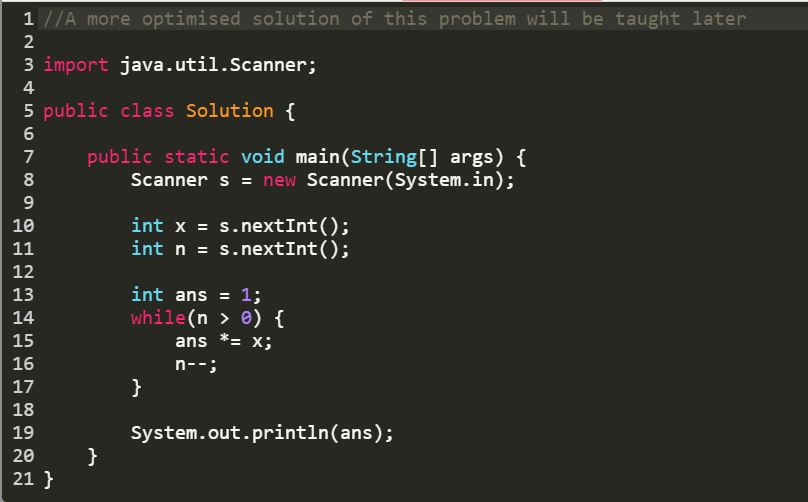 1 //A more optimised solution of this problem will be taught later
2
3 import java.util.Scanner;
4
5 public class Solution {
6
7     public static void main(String[] args) {
8         Scanner s = new Scanner(System.in);
9
10         int x = s.nextInt();
11         int n = s.nextInt();
12
13         int ans = 1;
14         while(n > 0) {
15             ans *= x;
16             n--;
17         }
18
19         System.out.println(ans);
20     }
21 }